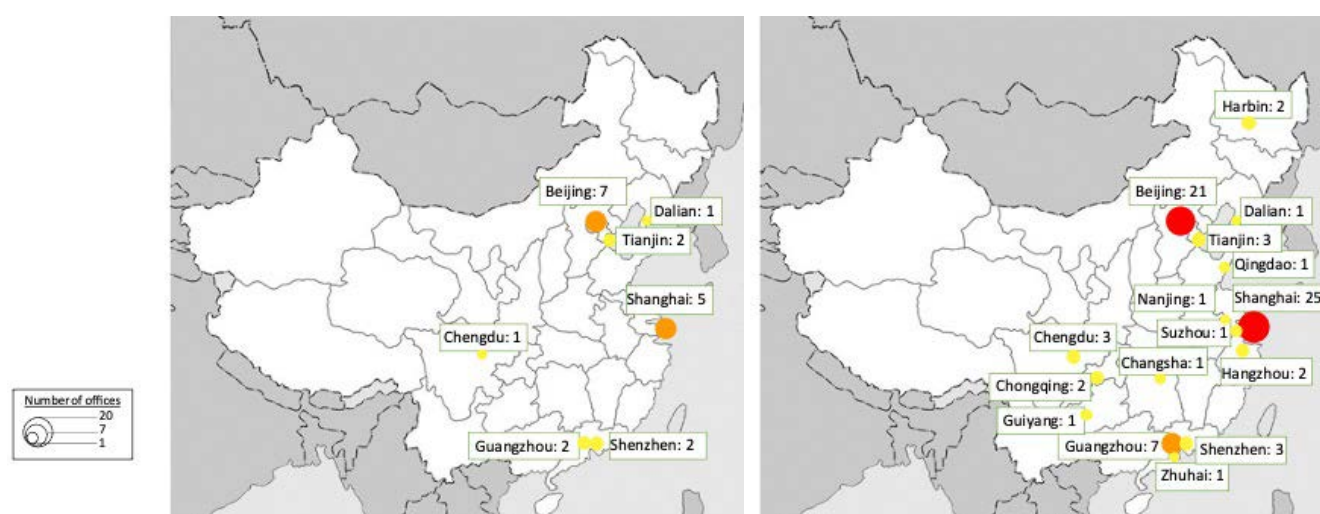 Number of offices
20
7
1
Beijing: 7
Dalian: 1
Tianjin: 2
Shanghai: 5
Chengdu: 1
Guangzhou: 2
Shenzhen: 2
Harbin: 2
Beijing: 21
Dalian: 1
Tianjin: 3
Qingdao: 1
Nanjing: 1
Shanghai: 25
Suzhou: 1
Chengdu: 3
Changsha: 1
Hangzhou: 2
Chongqing: 2
Guiyang: 1
Guangzhou: 7
Shenzhen: 3
Zhuhai: 1